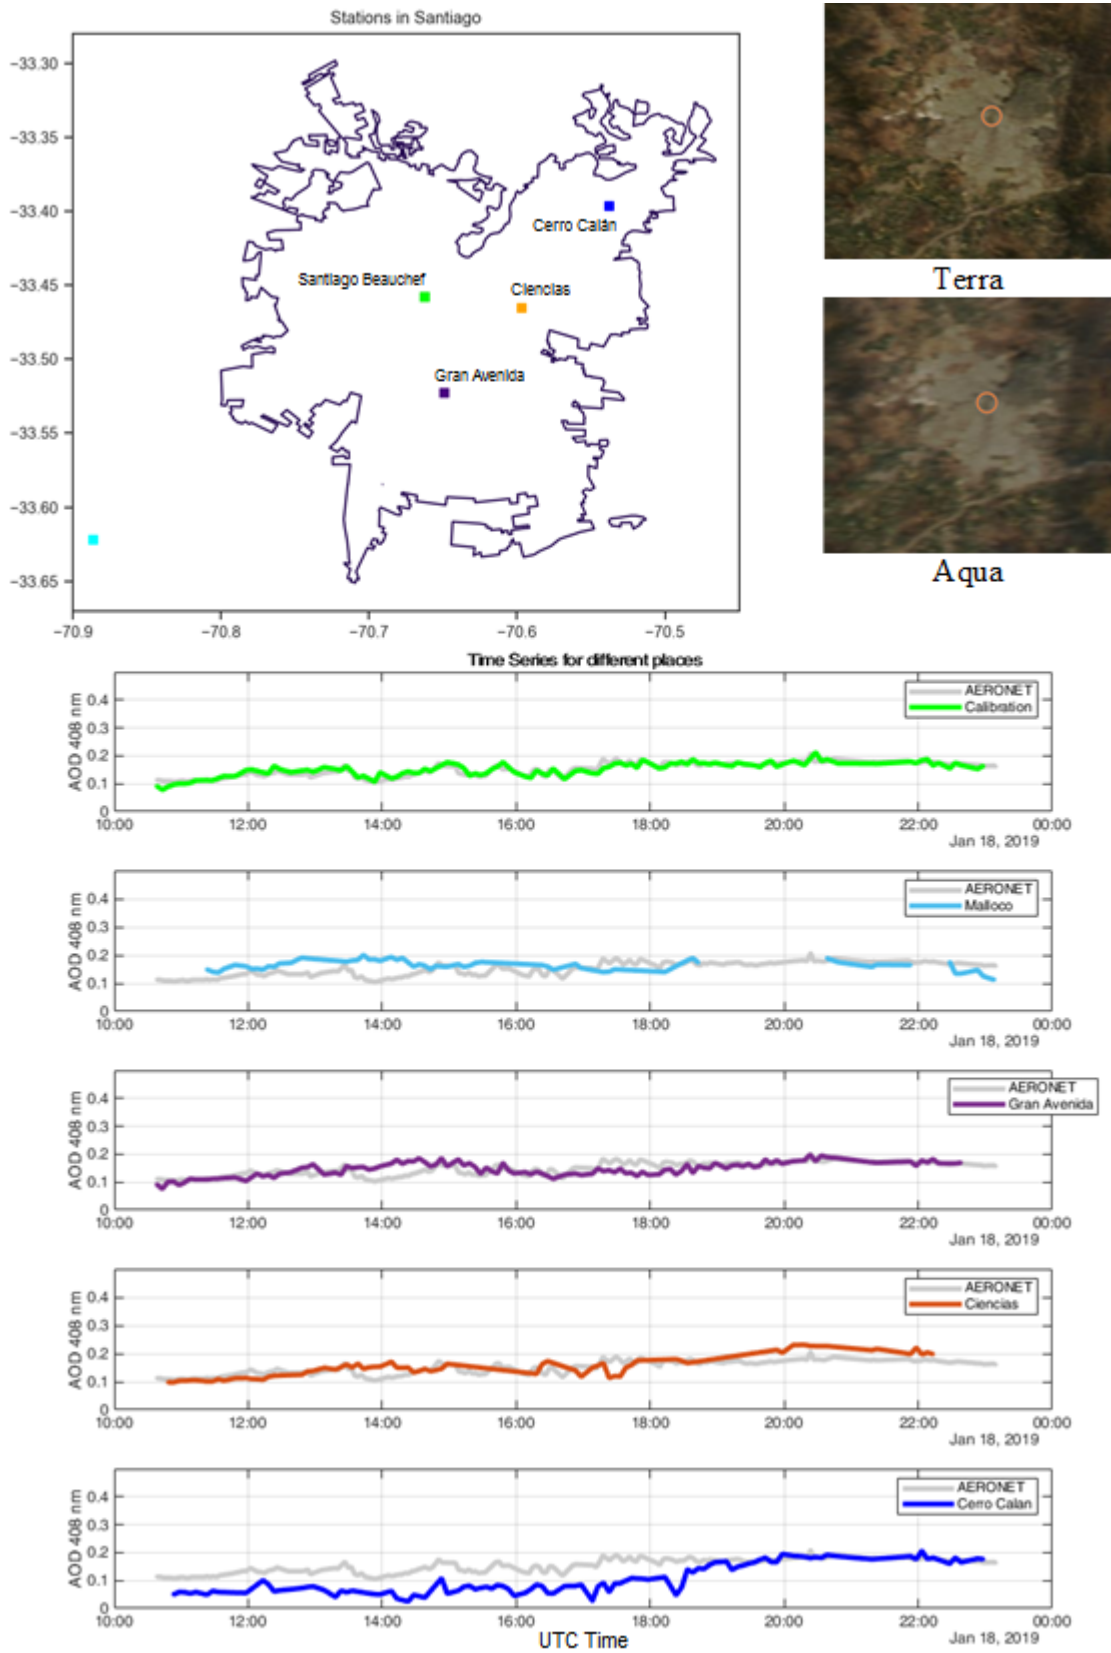 Stations in Santiago
−33.30
−33.35
−33.40
−33.45
−33.50
−33.55
−33.60
−33.65
Cerro Calán
Santiago Beauchef
Ciencias
Gran Avenida
−70.9
−70.8
−70.7
−70.6
−70.5
Terra
Aqua
Time Series for different places
AOD 408 nm
0.4
0.3
0.2
0.1
0
AERONET
Calibration
10:00
12:00
14:00
16:00
18:00
20:00
22:00
00:00
Jan 18, 2019
AOD 408 nm
0.4
0.3
0.2
0.1
0
AERONET
Malloco
10:00
12:00
14:00
16:00
18:00
20:00
22:00
00:00
Jan 18, 2019
AOD 408 nm
0.4
0.3
0.2
0.1
0
AERONET
Gran Avenida
10:00
12:00
14:00
16:00
18:00
20:00
22:00
00:00
Jan 18, 2019
AOD 408 nm
0.4
0.3
0.2
0.1
0
AERONET
Ciencias
10:00
12:00
14:00
16:00
18:00
20:00
22:00
00:00
Jan 18, 2019
AOD 408 nm
0.4
0.3
0.2
0.1
0
AERONET
Cerro Calan
10:00
12:00
14:00
16:00
18:00
20:00
22:00
00:00
UTC Time
Jan 18, 2019